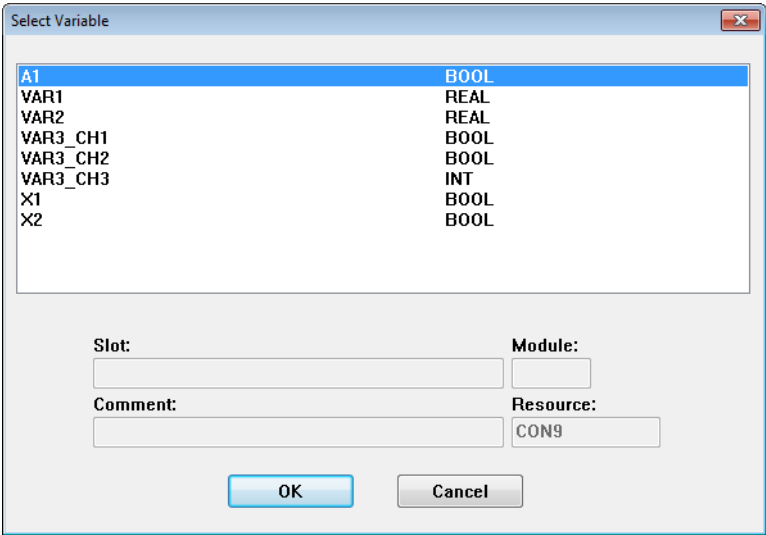 Select Variable
A1 BOOL
VAR1 REAL
VAR2 REAL
VAR3_CH1 BOOL
VAR3_CH2 BOOL
VAR3_CH3 INT
X1 BOOL
X2 BOOL
Slot: Module:
Comment: Resource:
CON9
OK Cancel